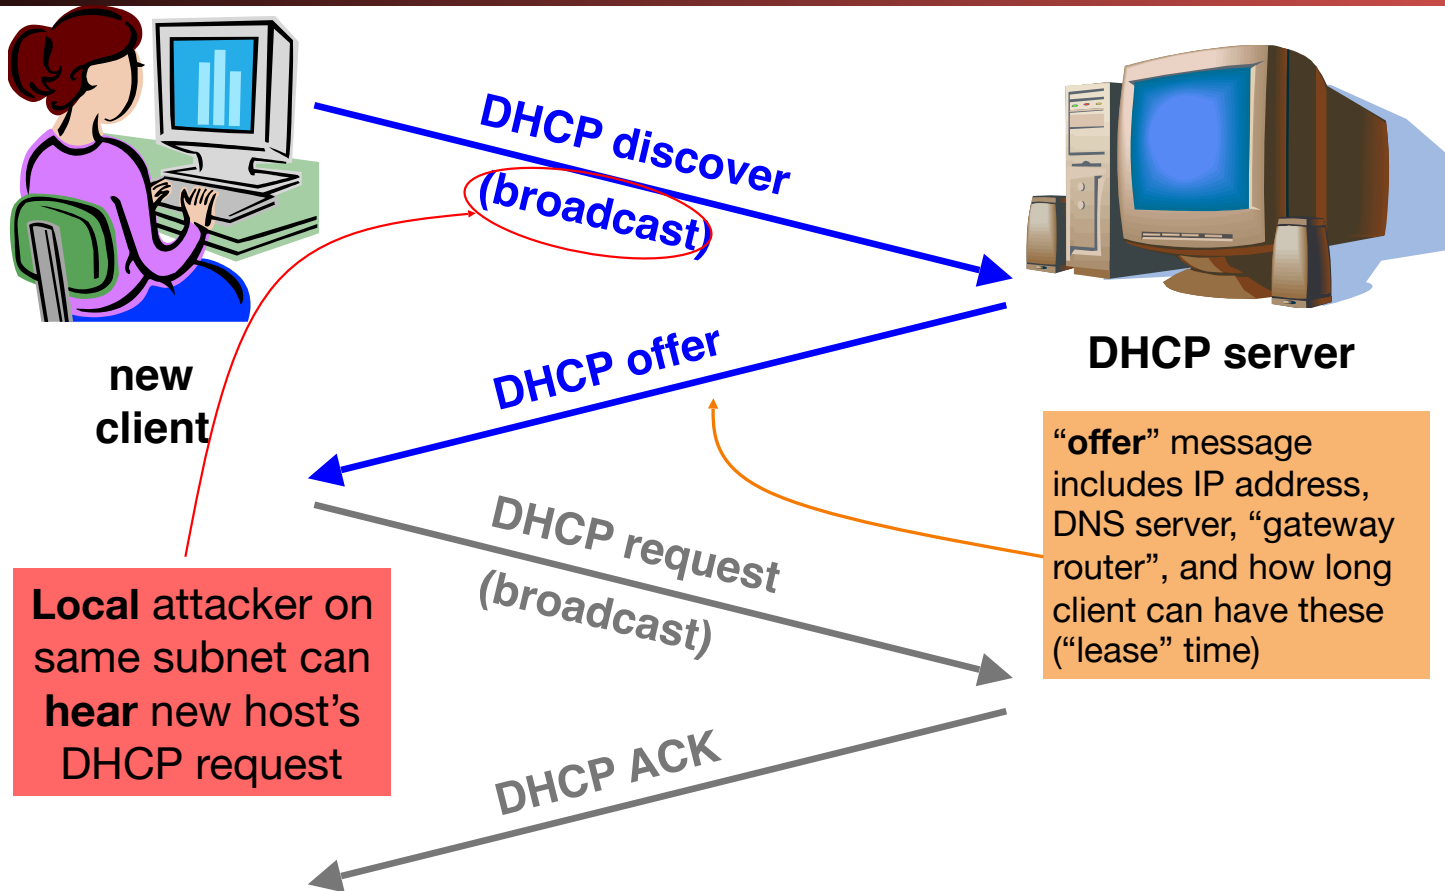 DHCP discover
(broadcast)
new
client
DHCP offer
DHCP server
“offer” message
includes IP address,
DNS server, “gateway
router”, and how long
client can have these
(“lease” time)
DHCP request
(broadcast)
Local attacker on
same subnet can
hear new host’s
DHCP request
DHCP ACK